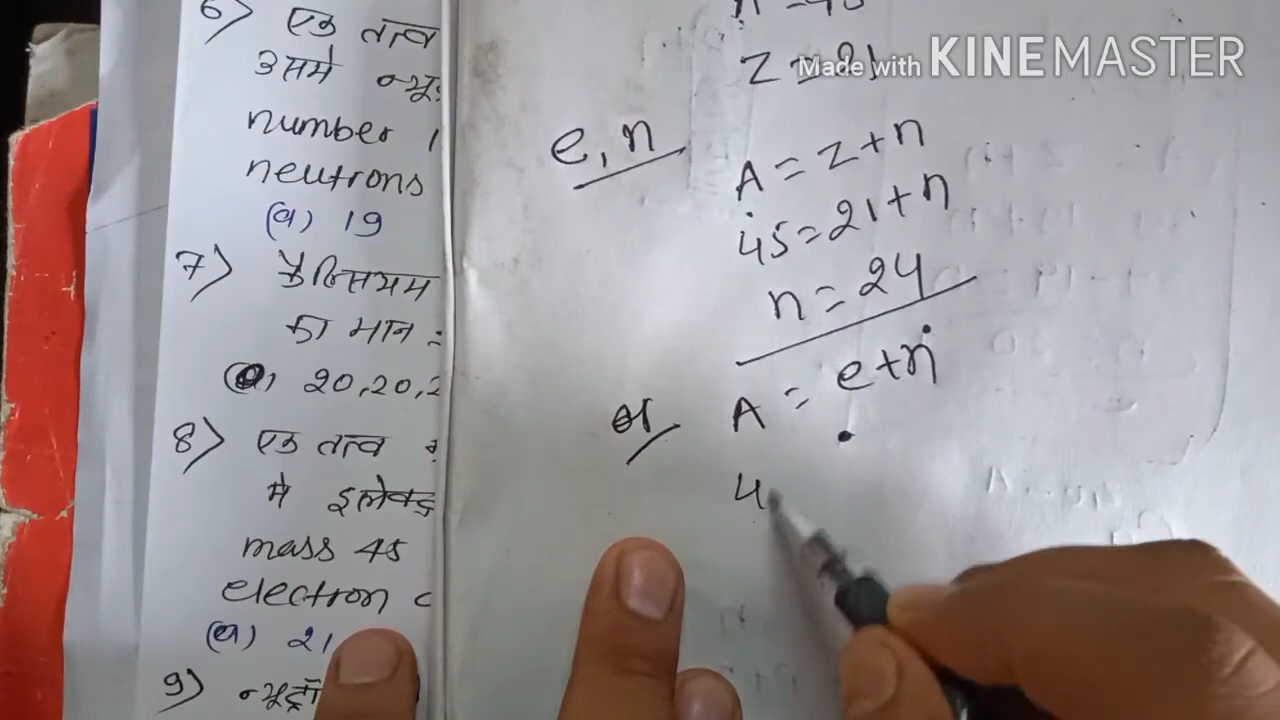 6) एक तत्व
उसमे न्यू
number
neutrons
(a) 19
7) कैल्सियम
का मान =
(a) 20,20,2
8) एक तत्व
मे इलेक्ट्र
mass 45
electron
(a) 21
9) न्यूट्रॉ
Z = 21
Made with KINEMASTER
e, n
A = Z + n
45 = 21 + n
n = 24
or A = e + n
4